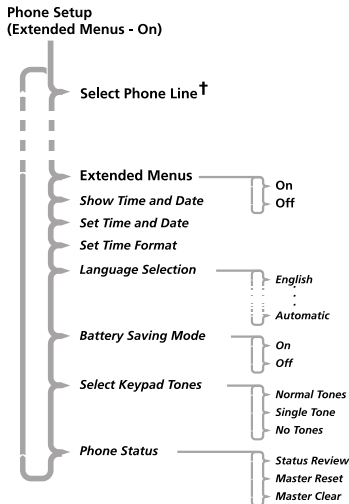 Phone Setup
(Extended Menus - On)
Select Phone Line†
Extended Menus
On
Off
Show Time and Date
Set Time and Date
Set Time Format
Language Selection
English
Automatic
Battery Saving Mode
On
Off
Select Keypad Tones
Normal Tones
Single Tone
No Tones
Phone Status
Status Review
Master Reset
Master Clear